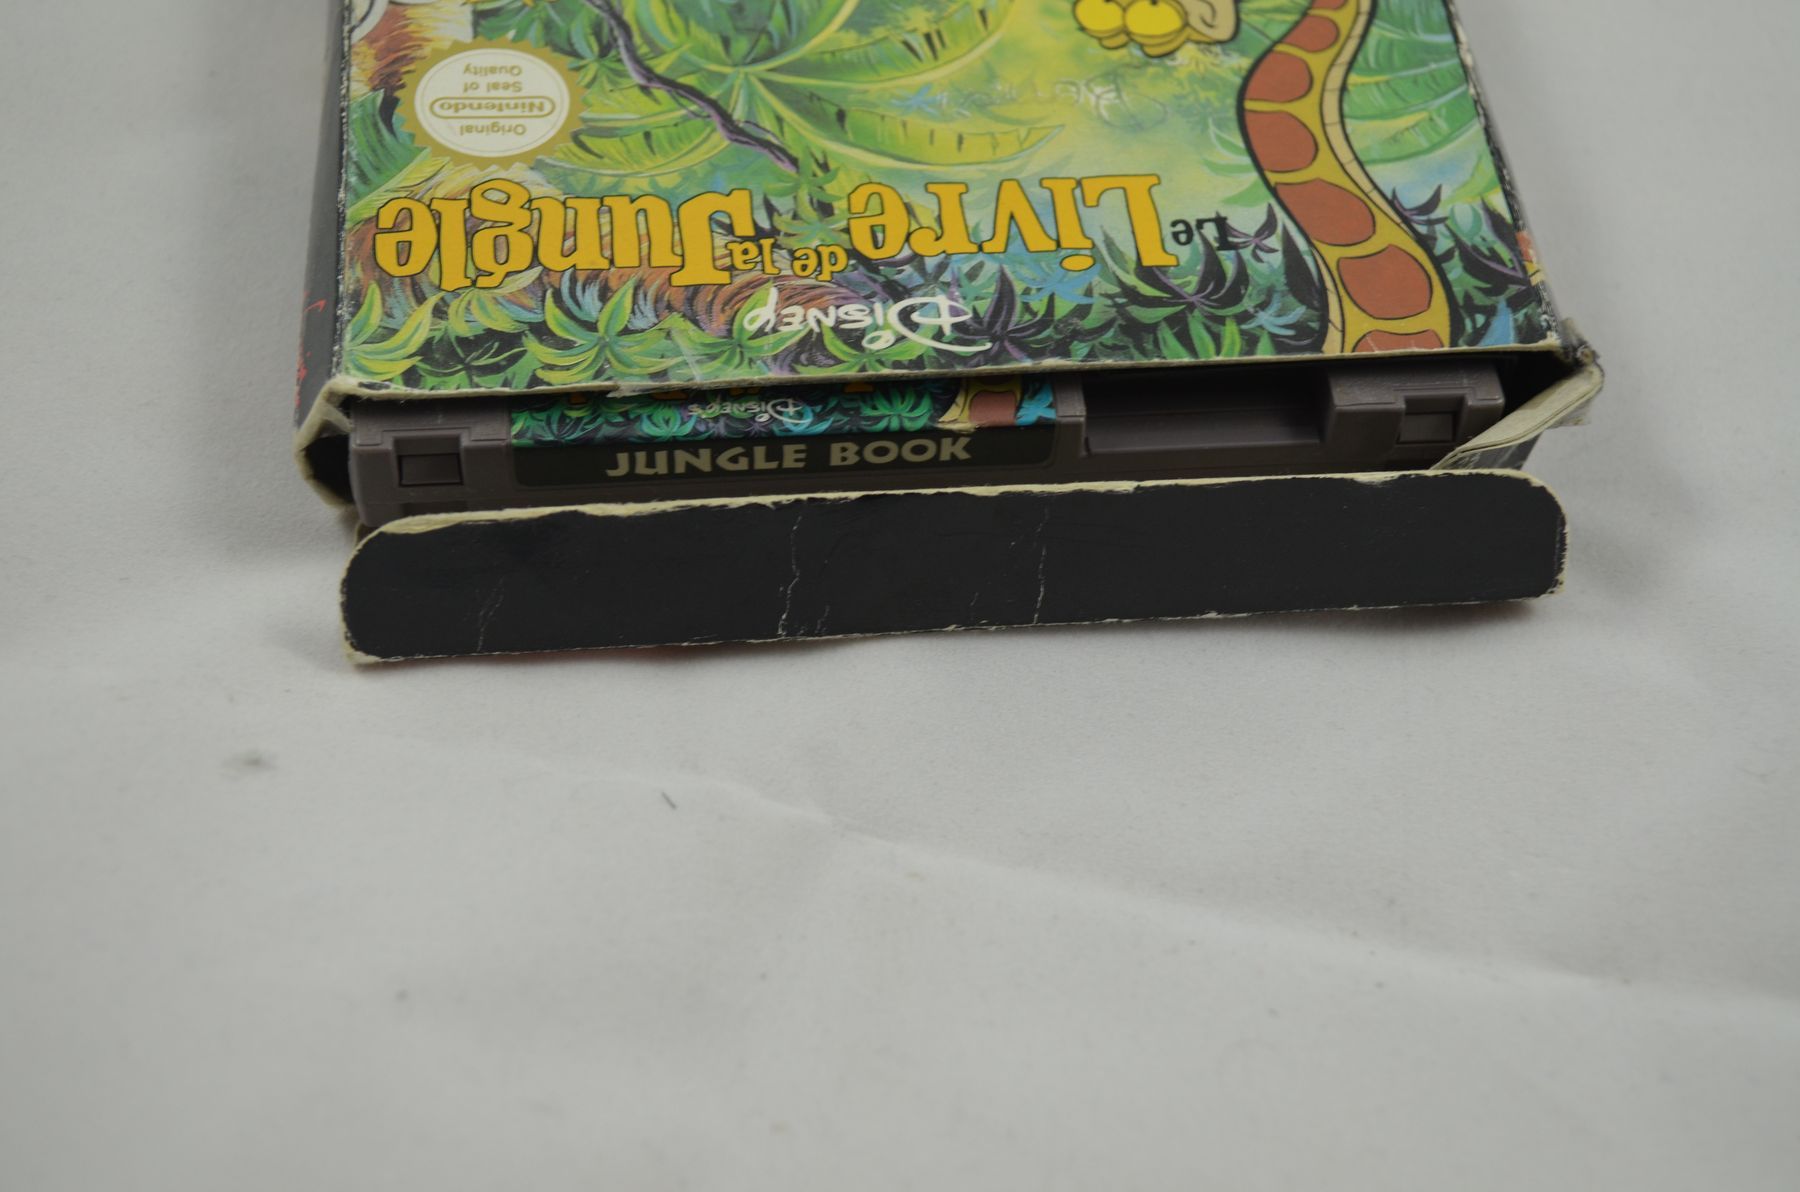 Disney
Le Livre de la Jungle
Original
Nintendo
Seal of
Quality
Disney's
JUNGLE BOOK